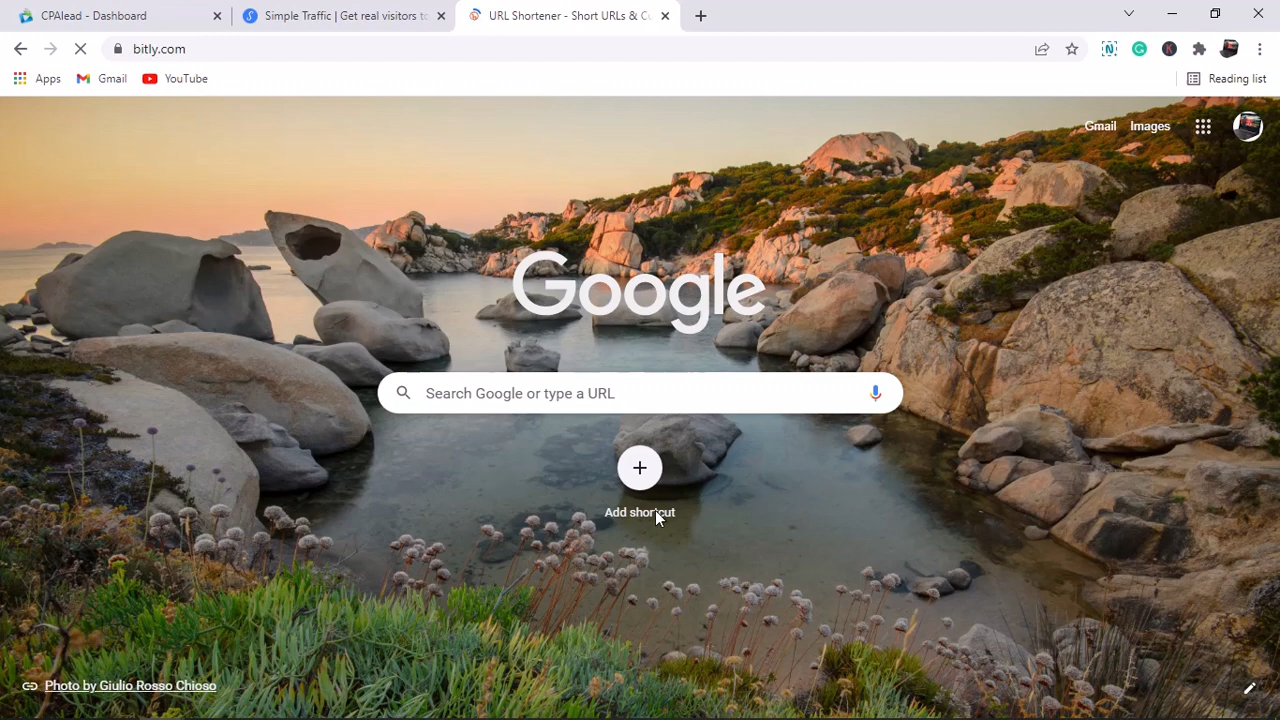 CPAlead - Dashboard
Simple Traffic | Get real visitors to
URL Shortener - Short URLs & Cu
bitly.com
Apps
Gmail
YouTube
Reading list
Gmail
Images
Google
Search Google or type a URL
Add shortcut
Photo by Giulio Rosso Chioso